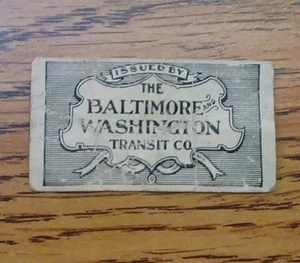 ISSUED BY
THE
BALTIMORE AND
WASHINGTON
TRANSIT CO.